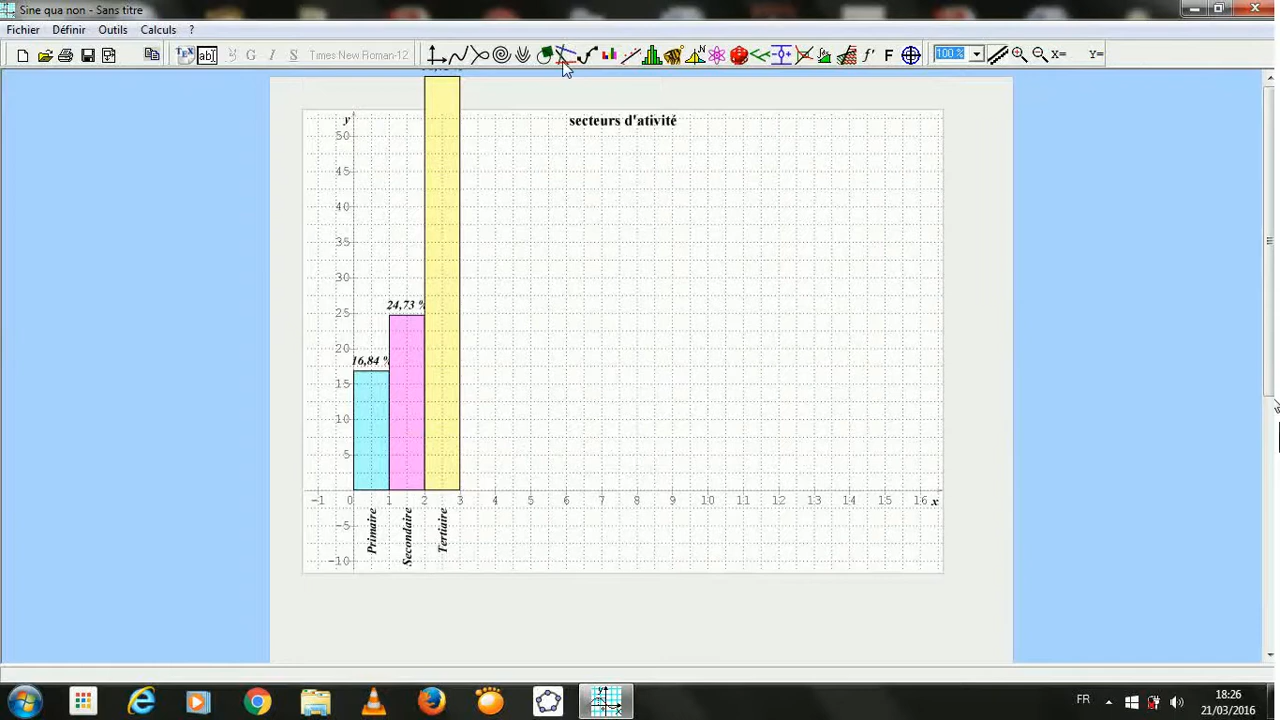 Sine qua non - Sans titre
Fichier Définir Outils Calculs ?
TEX ab| G I S Times New Roman-12 f' F 100 % X= Y=
y secteurs d'ativité
50
45
40
35
30
25 24,73 %
20
15 16,84 %
10
5
-1 0 1 2 3 4 5 6 7 8 9 10 11 12 13 14 15 16 x
-5
-10
Primaire
Secondaire
Tertiaire
FR 18:26
21/03/2016